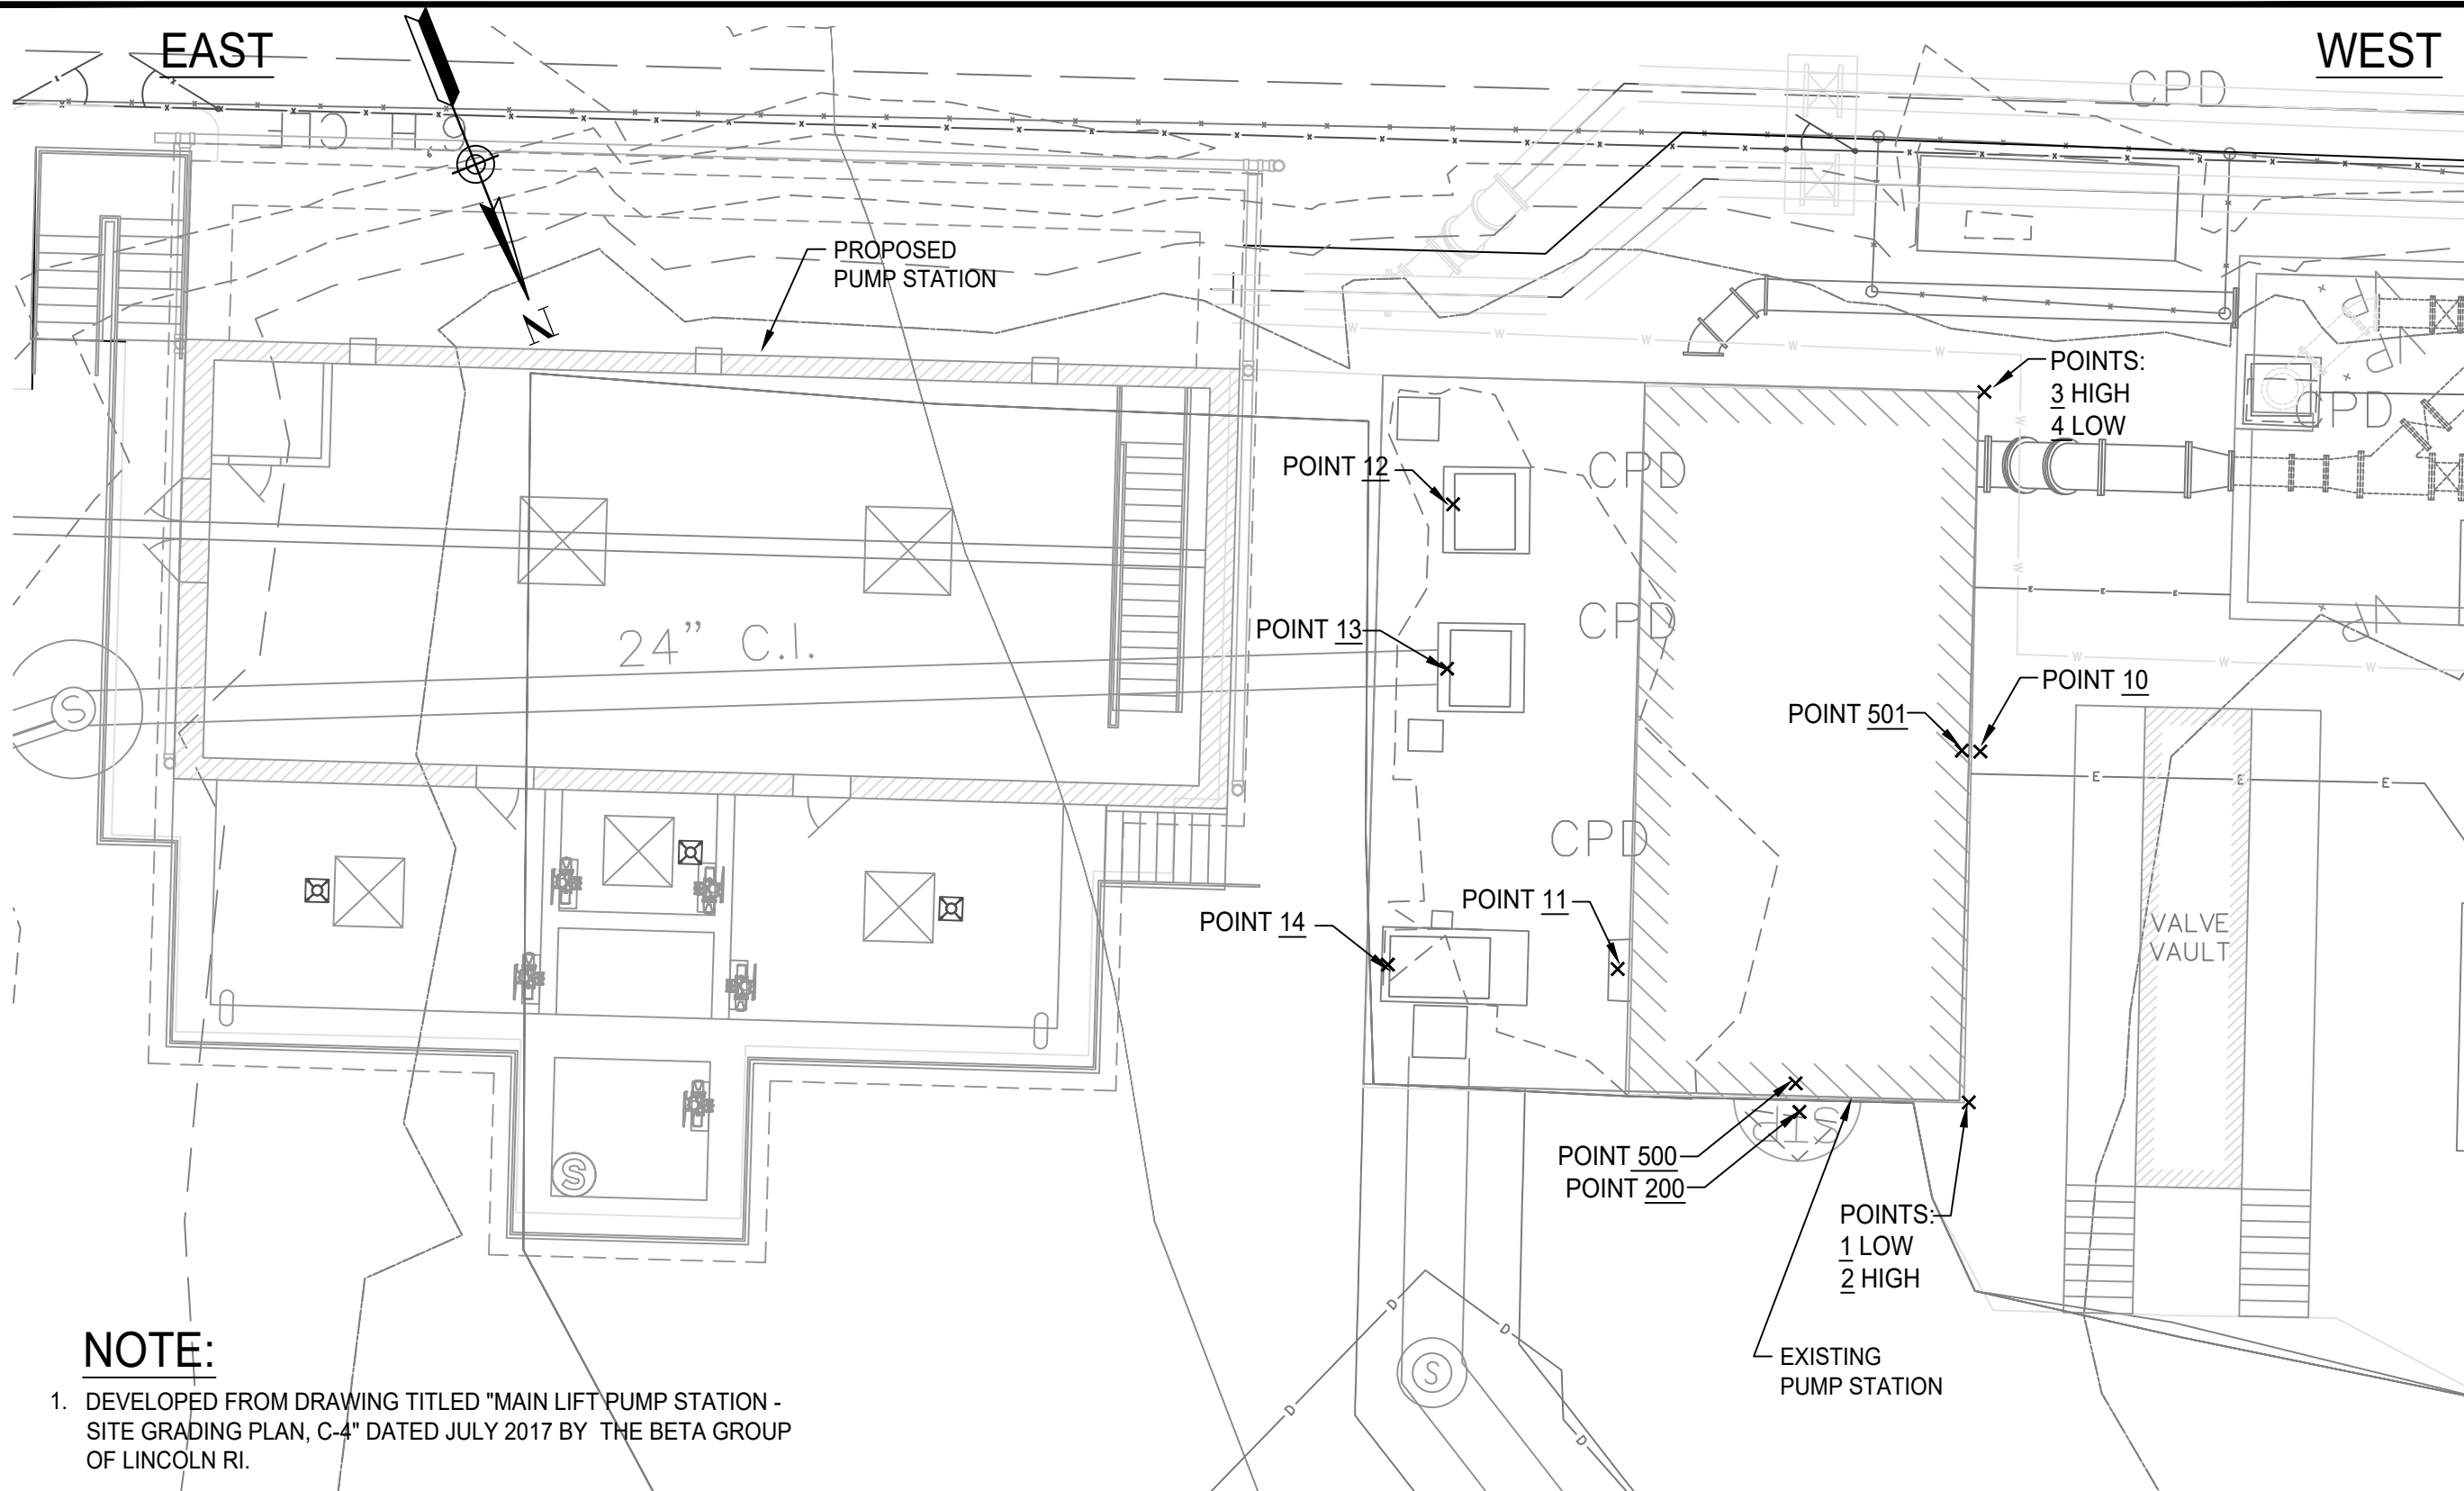 EAST
WEST
CPD
PROPOSED
PUMP STATION
N
POINTS:
3 HIGH
4 LOW
CPD
POINT 12
CPD
24” C.I.
POINT 13
CPD
S
POINT 10
POINT 501
CPD
POINT 11
POINT 14
VALVE
VAULT
POINT 500
POINT 200
S
POINTS:
1 LOW
2 HIGH
EXISTING
PUMP STATION
S
NOTE:
1. DEVELOPED FROM DRAWING TITLED "MAIN LIFT PUMP STATION -
SITE GRADING PLAN, C-4" DATED JULY 2017 BY THE BETA GROUP
OF LINCOLN RI.